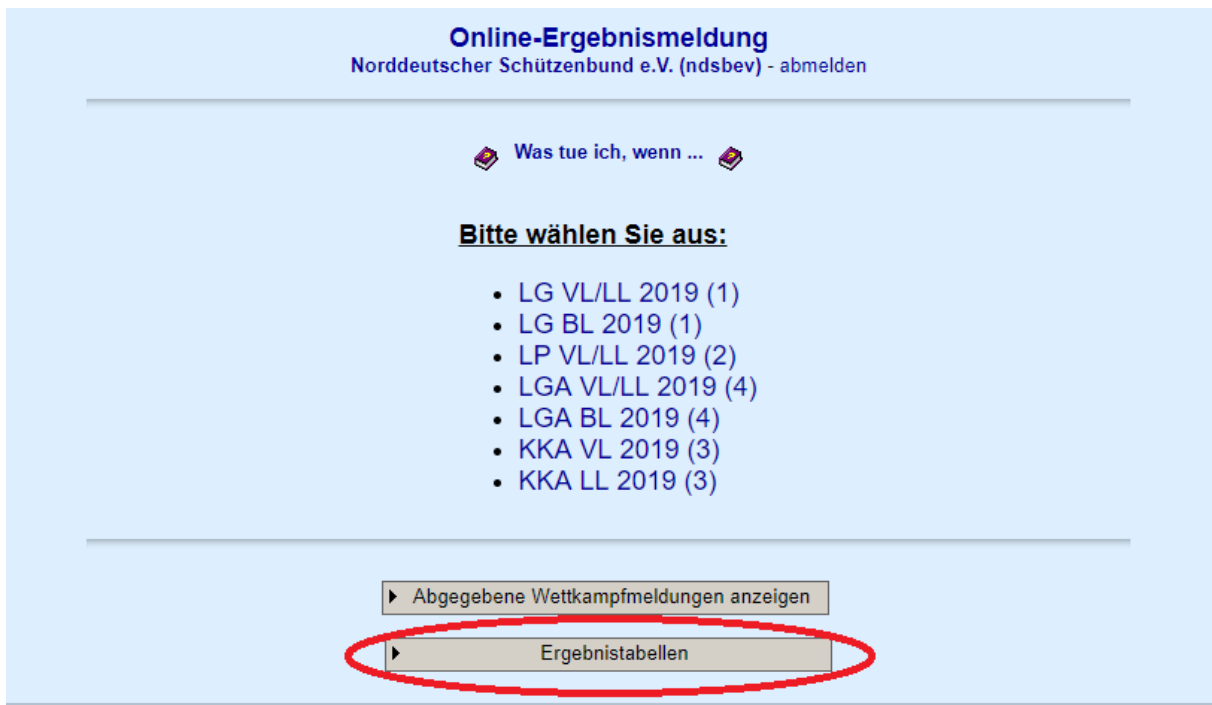 Online-Ergebnismeldung
Norddeutscher Schützenbund e.V. (ndsbev) - abmelden
Was tue ich, wenn ...
Bitte wählen Sie aus:
LG VL/LL 2019 (1)
LG BL 2019 (1)
LP VL/LL 2019 (2)
LGA VL/LL 2019 (4)
LGA BL 2019 (4)
KKA VL 2019 (3)
KKA LL 2019 (3)
Abgegebene Wettkampfmeldungen anzeigen
Ergebnistabellen